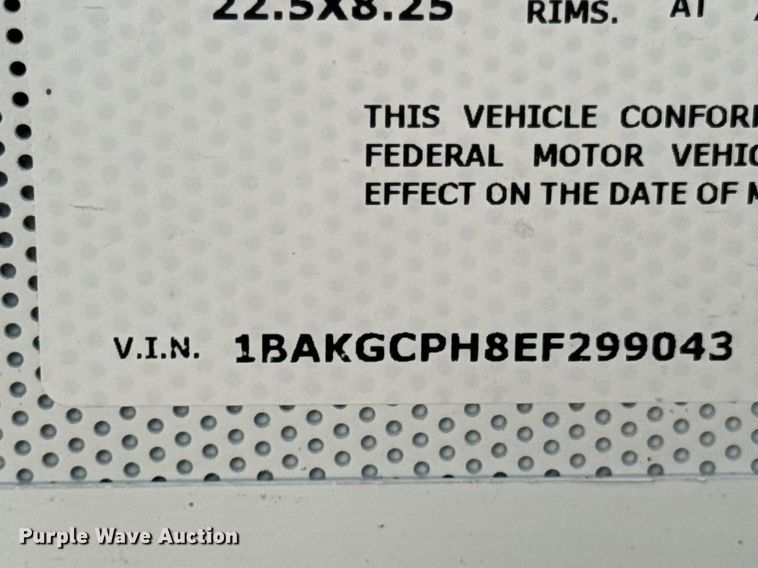 22.5X8.25 RIMS. AT
THIS VEHICLE CONFOR
FEDERAL MOTOR VEHIC
EFFECT ON THE DATE OF M
V.I.N. 1BAKGCPH8EF299043
Purple Wave Auction